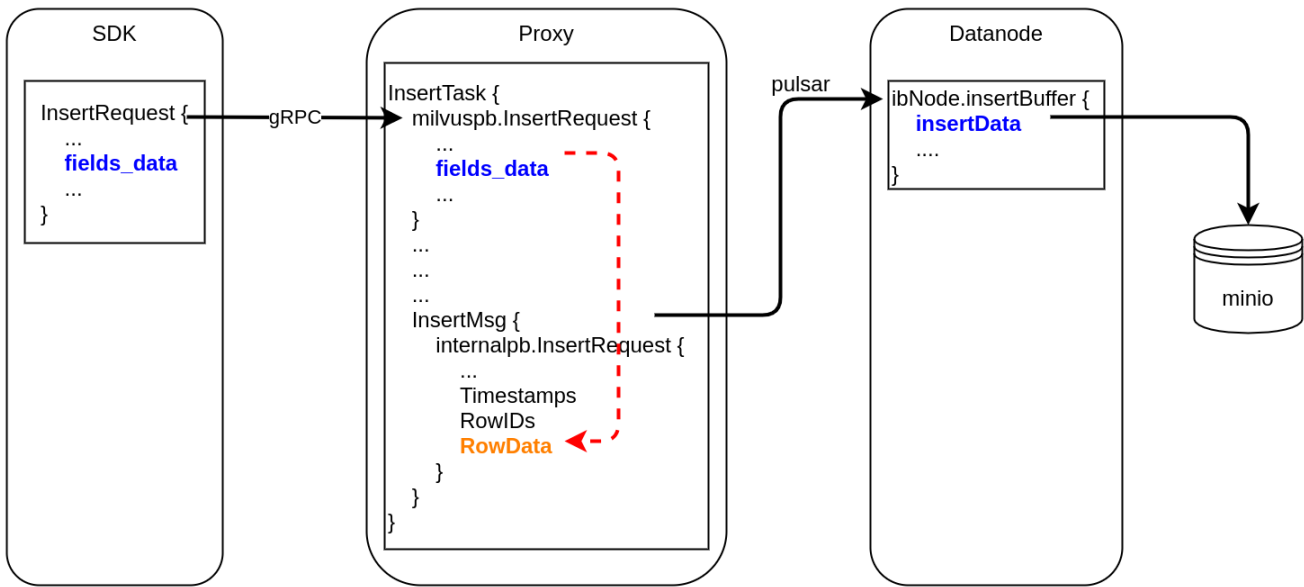 SDK
InsertRequest {
...
fields_data
...
}
gRPC
Proxy
InsertTask {
milvuspb.InsertRequest {
...
fields_data
...
}
...
...
...
InsertMsg {
internalpb.InsertRequest {
...
Timestamps
RowIDs
RowData
}
}
}
pulsar
Datanode
ibNode.insertBuffer {
insertData
....
}
minio